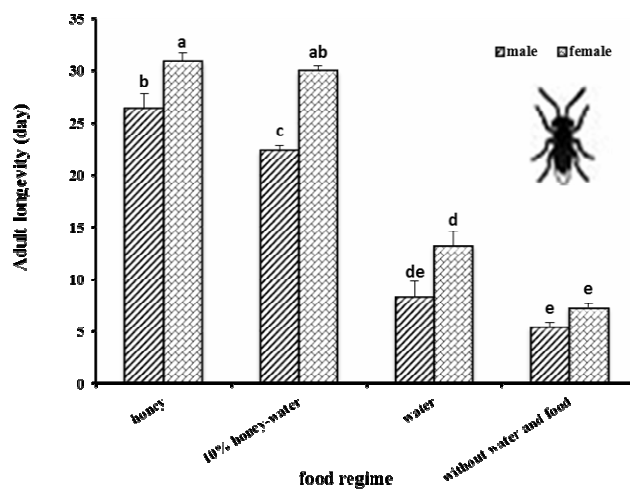 35
30
25
20
15
10
5
0
Adult longevity (day)
male female
b
a
c
ab
de
d
e
e
honey
10% honey-water
water
without water and food
food regime